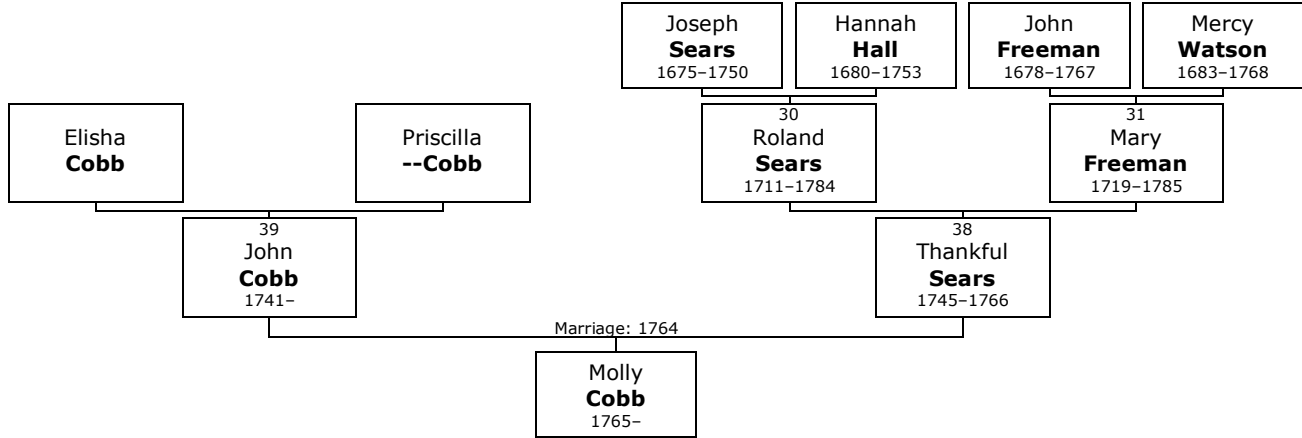 Joseph
Sears
1675–1750
Hannah
Hall
1680–1753
John
Freeman
1678–1767
Mercy
Watson
1683–1768
Elisha
Cobb
Priscilla
--Cobb
30
Roland
Sears
1711–1784
31
Mary
Freeman
1719–1785
39
John
Cobb
1741–
38
Thankful
Sears
1745–1766
Marriage: 1764
Molly
Cobb
1765–